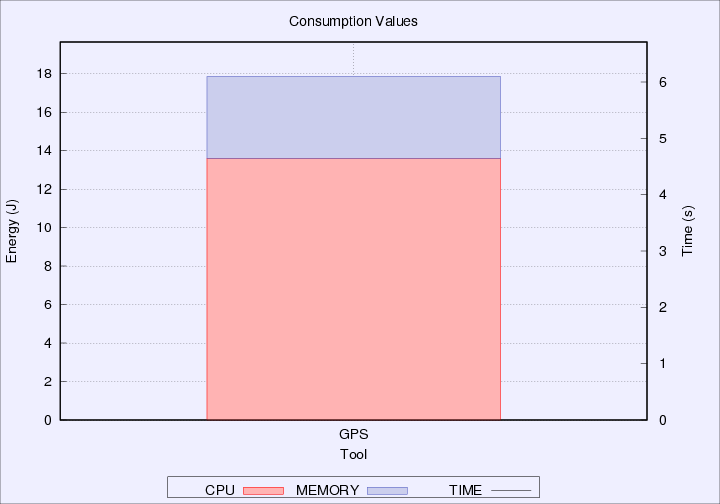 Consumption Values
18
16
14
12
10
8
6
4
2
0
Energy (J)
6
5
4
3
2
1
0
Time (s)
GPS
Tool
CPU MEMORY TIME